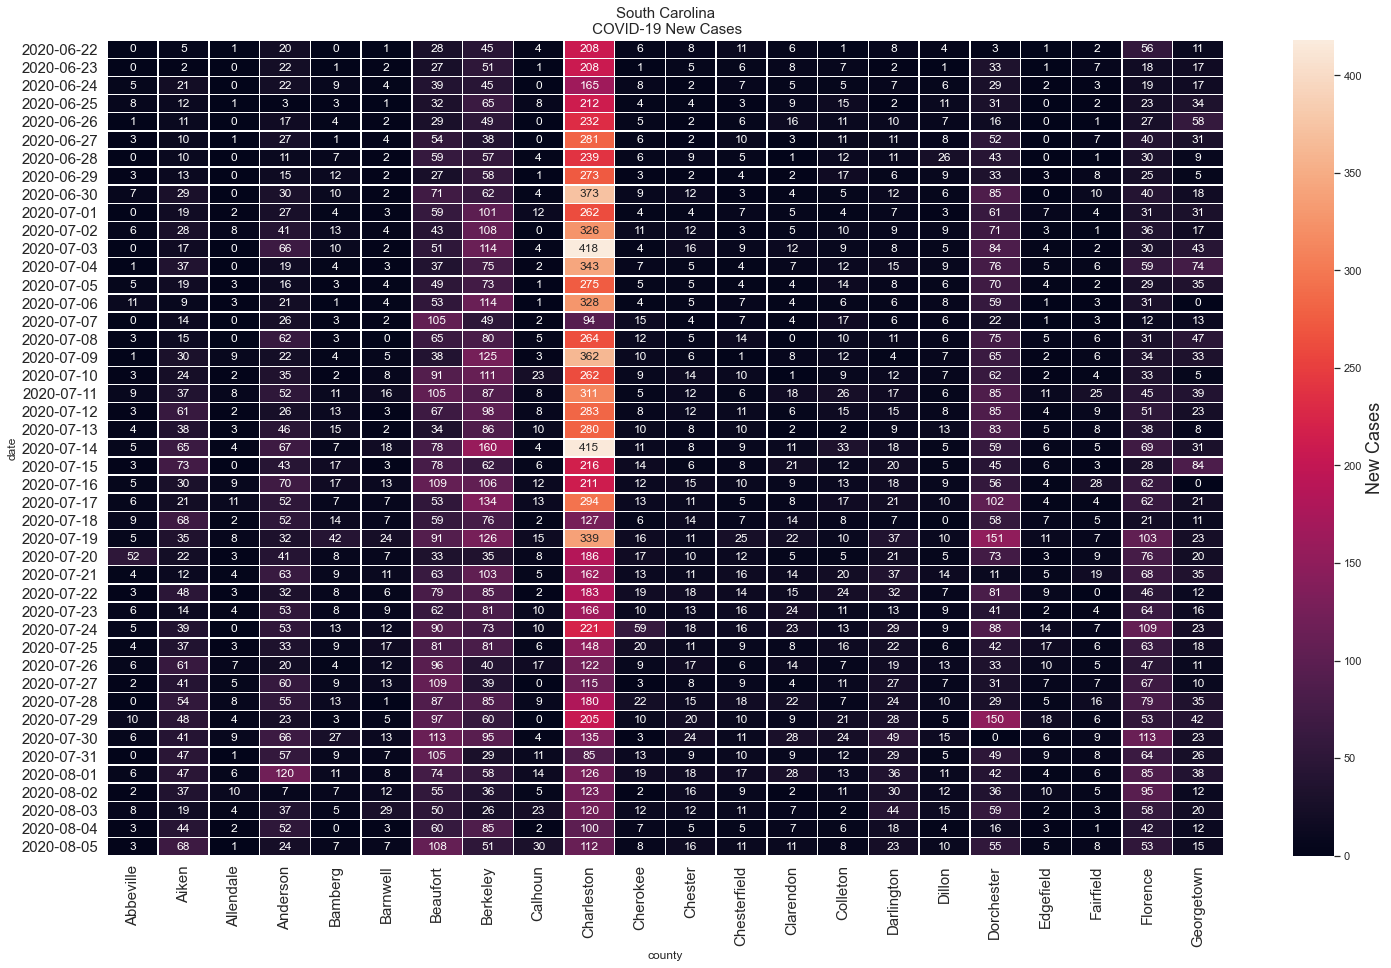 South Carolina
COVID-19 New Cases
2020-06-22 0 5 1 20 0 1 28 45 4 208 6 8 11 6 1 8 4 3 1 2 56 11
2020-06-23 0 2 0 22 1 2 27 51 1 208 1 5 6 8 7 2 1 33 1 7 18 17
2020-06-24 5 21 0 22 9 4 39 45 0 165 8 2 7 5 5 7 6 29 2 3 19 17
2020-06-25 8 12 1 3 3 1 32 65 8 212 4 4 3 9 15 2 11 31 0 2 23 34
2020-06-26 1 11 0 17 4 2 29 49 0 232 5 2 6 16 11 10 7 16 0 1 27 58
2020-06-27 3 10 1 27 1 4 54 38 0 281 6 2 10 3 11 11 8 52 0 7 40 31
2020-06-28 0 10 0 11 7 2 59 57 4 239 6 9 5 1 12 11 26 43 0 1 30 9
2020-06-29 3 13 0 15 12 2 27 58 1 273 3 2 4 2 17 6 9 33 3 8 25 5
2020-06-30 7 29 0 30 10 2 71 62 4 373 9 12 3 4 5 12 6 85 0 10 40 18
2020-07-01 0 19 2 27 4 3 59 101 12 262 4 4 7 5 4 7 3 61 7 4 31 31
2020-07-02 6 28 8 41 13 4 43 108 0 326 11 12 3 5 10 9 9 71 3 1 36 17
2020-07-03 0 17 0 66 10 2 51 114 4 418 4 16 9 12 9 8 5 84 4 2 30 43
2020-07-04 1 37 0 19 4 3 37 75 2 343 7 5 4 7 12 15 9 76 5 6 59 74
2020-07-05 5 19 3 16 3 4 49 73 1 275 5 5 4 4 14 8 6 70 4 2 29 35
2020-07-06 11 9 3 21 1 4 53 114 1 328 4 5 7 4 6 6 8 59 1 3 31 0
2020-07-07 0 14 0 26 3 2 105 49 2 94 15 4 7 4 17 6 6 22 1 3 12 13
2020-07-08 3 15 0 62 3 0 65 80 5 264 12 5 14 0 10 11 6 75 5 6 31 47
2020-07-09 1 30 9 22 4 5 38 125 3 362 10 6 1 8 12 4 7 65 2 6 34 33
2020-07-10 3 24 2 35 2 8 91 111 23 262 9 14 10 1 9 12 7 62 2 4 33 5
2020-07-11 9 37 8 52 11 16 105 87 8 311 5 12 6 18 26 17 6 85 11 25 45 39
2020-07-12 3 61 2 26 13 3 67 98 8 283 8 12 11 6 15 15 8 85 4 9 51 23
2020-07-13 4 38 3 46 15 2 34 86 10 280 10 8 10 2 2 9 13 83 5 8 38 8
2020-07-14 5 65 4 67 7 18 78 160 4 415 11 8 9 11 33 18 5 59 6 5 69 31
2020-07-15 3 73 0 43 17 3 78 62 6 216 14 6 8 21 12 20 5 45 6 3 28 84
2020-07-16 5 30 9 70 17 13 109 106 12 211 12 15 10 9 13 18 9 56 4 28 62 0
2020-07-17 6 21 11 52 7 7 53 134 13 294 13 11 5 8 17 21 10 102 4 4 62 21
2020-07-18 9 68 2 52 14 7 59 76 2 127 6 14 7 14 8 7 0 58 7 5 21 11
2020-07-19 5 35 8 32 42 24 91 126 15 339 16 11 25 22 10 37 10 151 11 7 103 23
2020-07-20 52 22 3 41 8 7 33 35 8 186 17 10 12 5 5 21 5 73 3 9 76 20
2020-07-21 4 12 4 63 9 11 63 103 5 162 13 11 16 14 20 37 14 11 5 19 68 35
2020-07-22 3 48 3 32 8 6 79 85 2 183 19 18 14 15 24 32 7 81 9 0 46 12
2020-07-23 6 14 4 53 8 9 62 81 10 166 10 13 16 24 11 13 9 41 2 4 64 16
2020-07-24 5 39 0 53 13 12 90 73 10 221 59 18 16 23 13 29 9 88 14 7 109 23
2020-07-25 4 37 3 33 9 17 81 81 6 148 20 11 9 8 16 22 6 42 17 6 63 18
2020-07-26 6 61 7 20 4 12 96 40 17 122 9 17 6 14 7 19 13 33 10 5 47 11
2020-07-27 2 41 5 60 9 13 109 39 0 115 3 8 9 4 11 27 7 31 7 7 67 10
2020-07-28 0 54 8 55 13 1 87 85 9 180 22 15 18 22 7 24 10 29 5 16 79 35
2020-07-29 10 48 4 23 3 5 97 60 0 205 10 20 10 9 21 28 5 150 18 6 53 42
2020-07-30 6 41 9 66 27 13 113 95 4 135 3 24 11 28 24 49 15 0 6 9 113 23
2020-07-31 0 47 1 57 9 7 105 29 11 85 13 9 10 9 12 29 5 49 9 8 64 26
2020-08-01 6 47 6 120 11 8 74 58 14 126 19 18 17 28 13 36 11 42 4 6 85 38
2020-08-02 2 37 10 7 7 12 55 36 5 123 2 16 9 2 11 30 12 36 10 5 95 12
2020-08-03 8 19 4 37 5 29 50 26 23 120 12 12 11 7 2 44 15 59 2 3 58 20
2020-08-04 3 44 2 52 0 3 60 85 2 100 7 5 5 7 6 18 4 16 3 1 42 12
2020-08-05 3 68 1 24 7 7 108 51 30 112 8 16 11 11 8 23 10 55 5 8 53 15
Abbeville Aiken Allendale Anderson Bamberg Barnwell Beaufort Berkeley Calhoun Charleston Cherokee Chester Chesterfield Clarendon Colleton Darlington Dillon Dorchester Edgefield Fairfield Florence Georgetown
county
date
400
350
300
250
200
150
100
50
0
New Cases